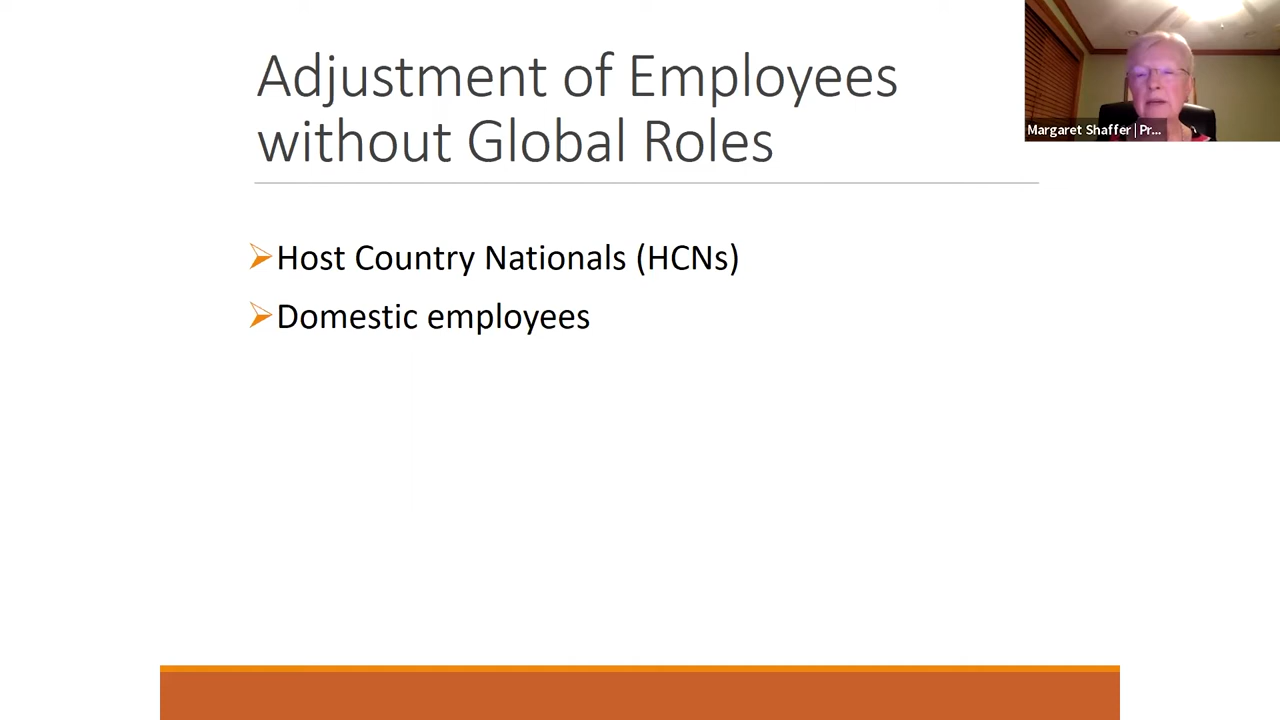 Adjustment of Employees
without Global Roles
Host Country Nationals (HCNs)
Domestic employees
Margaret Shaffer | Pr...